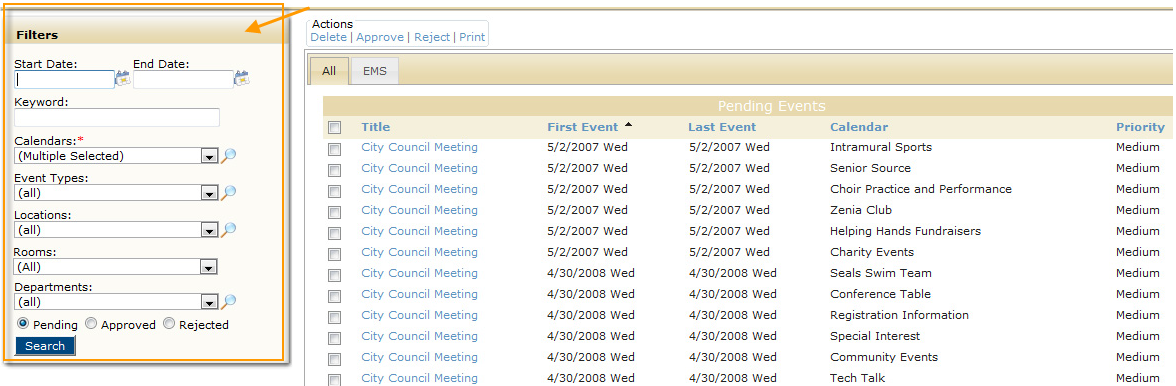 Filters
Start Date: End Date:
Keyword:
Calendars:*
(Multiple Selected)
Event Types:
(all)
Locations:
(all)
Rooms:
(All)
Departments:
(all)
Pending Approved Rejected
Search
Actions
Delete | Approve | Reject | Print
All EMS
Pending Events
Title First Event Last Event Calendar Priority
City Council Meeting 5/2/2007 Wed 5/2/2007 Wed Intramural Sports Medium
City Council Meeting 5/2/2007 Wed 5/2/2007 Wed Senior Source Medium
City Council Meeting 5/2/2007 Wed 5/2/2007 Wed Choir Practice and Performance Medium
City Council Meeting 5/2/2007 Wed 5/2/2007 Wed Zenia Club Medium
City Council Meeting 5/2/2007 Wed 5/2/2007 Wed Helping Hands Fundraisers Medium
City Council Meeting 5/2/2007 Wed 5/2/2007 Wed Charity Events Medium
City Council Meeting 4/30/2008 Wed 4/30/2008 Wed Seals Swim Team Medium
City Council Meeting 4/30/2008 Wed 4/30/2008 Wed Conference Table Medium
City Council Meeting 4/30/2008 Wed 4/30/2008 Wed Registration Information Medium
City Council Meeting 4/30/2008 Wed 4/30/2008 Wed Special Interest Medium
City Council Meeting 4/30/2008 Wed 4/30/2008 Wed Community Events Medium
City Council Meeting 4/30/2008 Wed 4/30/2008 Wed Tech Talk Medium